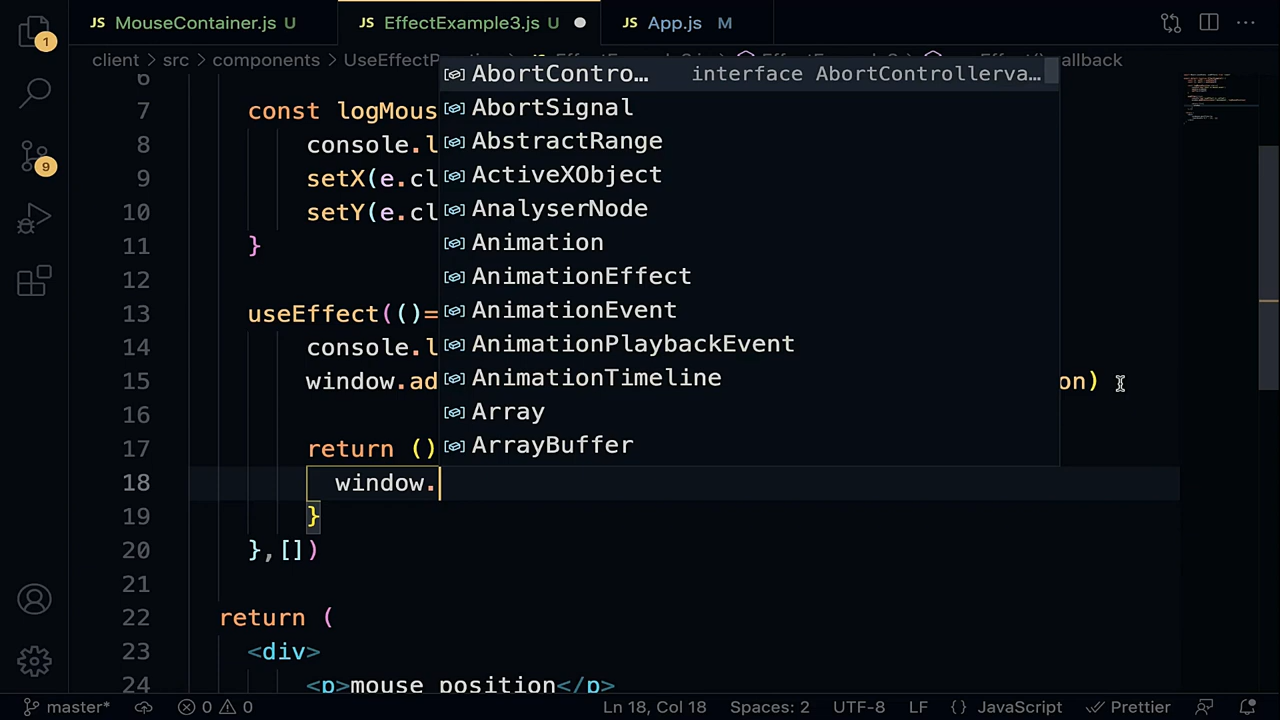 JS MouseContainer.js U JS EffectExample3.js U JS App.js M
client src components
allback
6
7 const logMous
8 console.l
9 setX(e.cl
10 setY(e.cl
11 }
12
13 useEffect(()=
14 console.l
15 window.ad on)
16
17 return ()
18 window.
19 }
20 },[])
21
22 return (
23 <div>
24 <p>mouse position</p>
AbortContro… interface AbortControllerva…
AbortSignal
AbstractRange
ActiveXObject
AnalyserNode
Animation
AnimationEffect
AnimationEvent
AnimationPlaybackEvent
AnimationTimeline
Array
ArrayBuffer
1
9
master* 0 0 Ln 18, Col 18 Spaces: 2 UTF-8 LF {} JavaScript Prettier